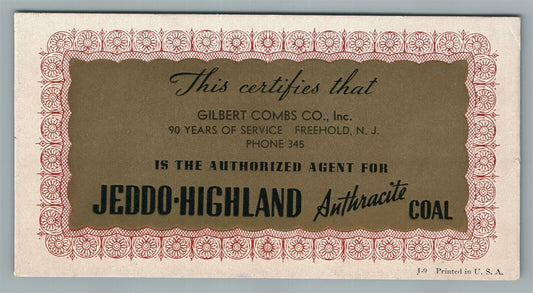 This certifies that
GILBERT COMBS CO., Inc.
90 YEARS OF SERVICE FREEHOLD, N. J.
PHONE 345
IS THE AUTHORIZED AGENT FOR
JEDDO-HIGHLAND Anthracite COAL
J-9 Printed in U. S. A.